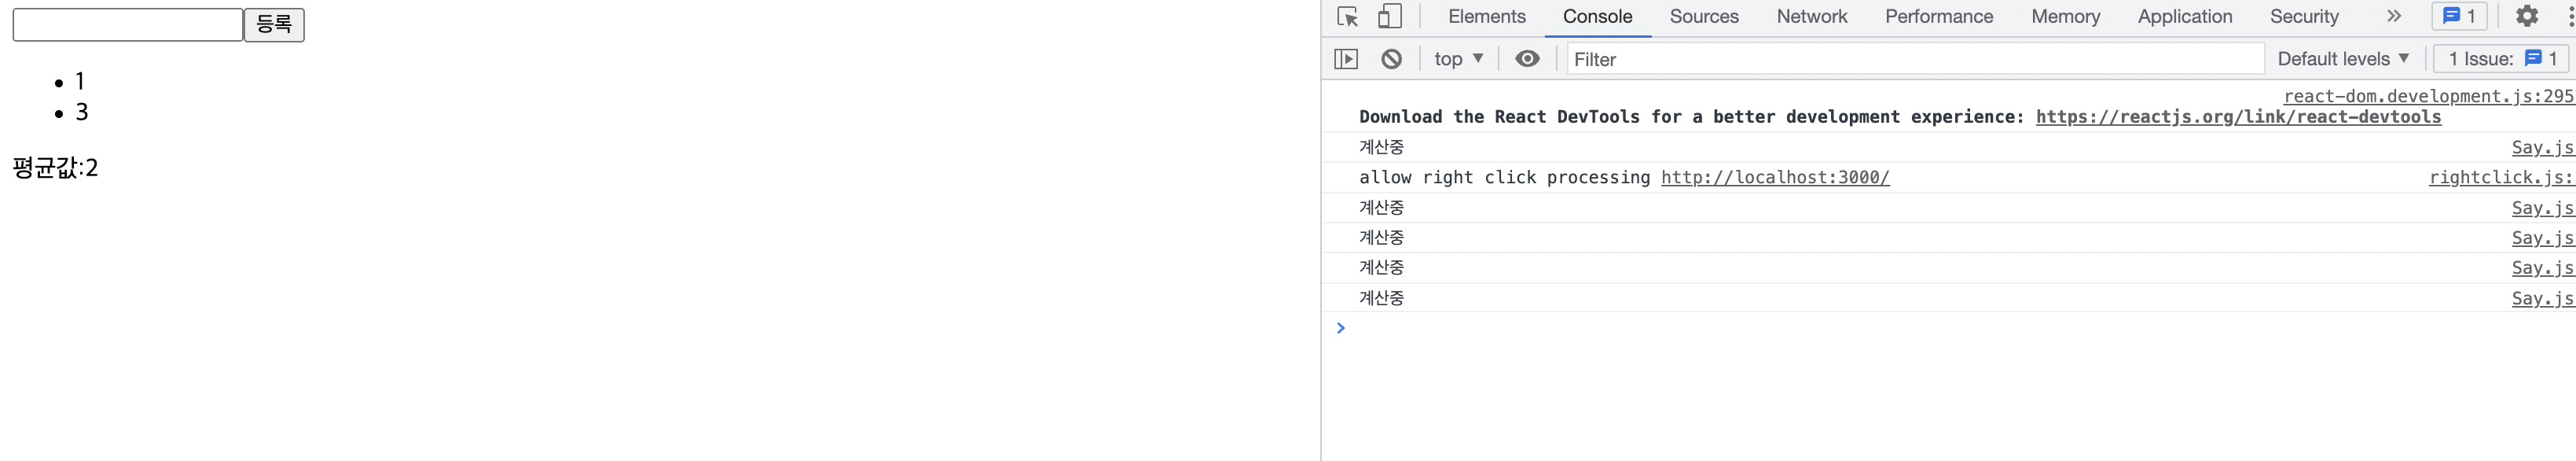 등록
1
3
평균값:2
Elements Console Sources Network Performance Memory Application Security 1
top Filter Default levels 1 Issue: 1
react-dom.development.js:295
Download the React DevTools for a better development experience: https://reactjs.org/link/react-devtools
계산중 Say.js
allow right click processing http://localhost:3000/ rightclick.js:
계산중 Say.js
계산중 Say.js
계산중 Say.js
계산중 Say.js